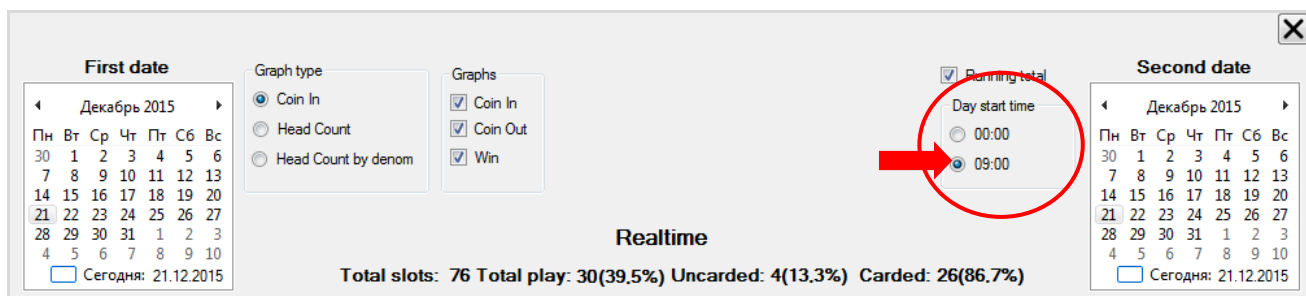 First date
Декабрь 2015
Пн Вт Ср Чт Пт Сб Вс
30 1 2 3 4 5 6
7 8 9 10 11 12 13
14 15 16 17 18 19 20
21 22 23 24 25 26 27
28 29 30 31 1 2 3
4 5 6 7 8 9 10
Сегодня: 21.12.2015
Graph type
Coin In
Head Count
Head Count by denom
Graphs
Coin In
Coin Out
Win
Running total
Day start time
00:00
09:00
Second date
Декабрь 2015
Пн Вт Ср Чт Пт Сб Вс
30 1 2 3 4 5 6
7 8 9 10 11 12 13
14 15 16 17 18 19 20
21 22 23 24 25 26 27
28 29 30 31 1 2 3
4 5 6 7 8 9 10
Сегодня: 21.12.2015
Realtime
Total slots: 76 Total play: 30(39,5%) Uncarded: 4(13,3%) Carded: 26(86,7%)